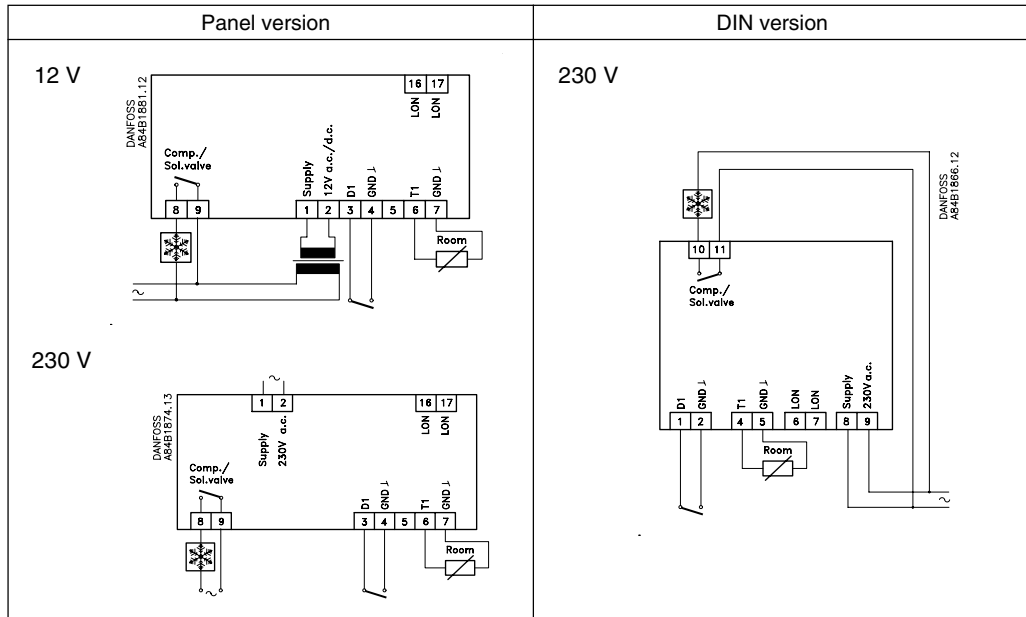 Panel version
DIN version
12 V
DANFOSS
A84B1881.12
16 17
LON LON
Comp./
Sol.valve
Supply
12V a.c./d.c.
D1
GND ⊥
T1
GND ⊥
8 9
1 2 3 4 5 6 7
Room
~
230 V
~
DANFOSS
A84B1874.13
1 2
16 17
Supply
230V a.c.
LON LON
Comp./
Sol.valve
D1
GND ⊥
T1
GND ⊥
8 9
3 4 5 6 7
Room
~
230 V
DANFOSS
A84B1866.12
10 11
Comp./
Sol.valve
D1
GND ⊥
T1
GND ⊥
LON
LON
Supply
230V a.c.
1 2 4 5 6 7 8 9
Room
~